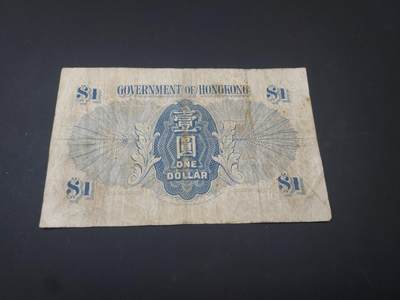 GOVERNMENT OF HONGKONG
$1 $1
壹
圓
ONE
DOLLAR
$1 $1